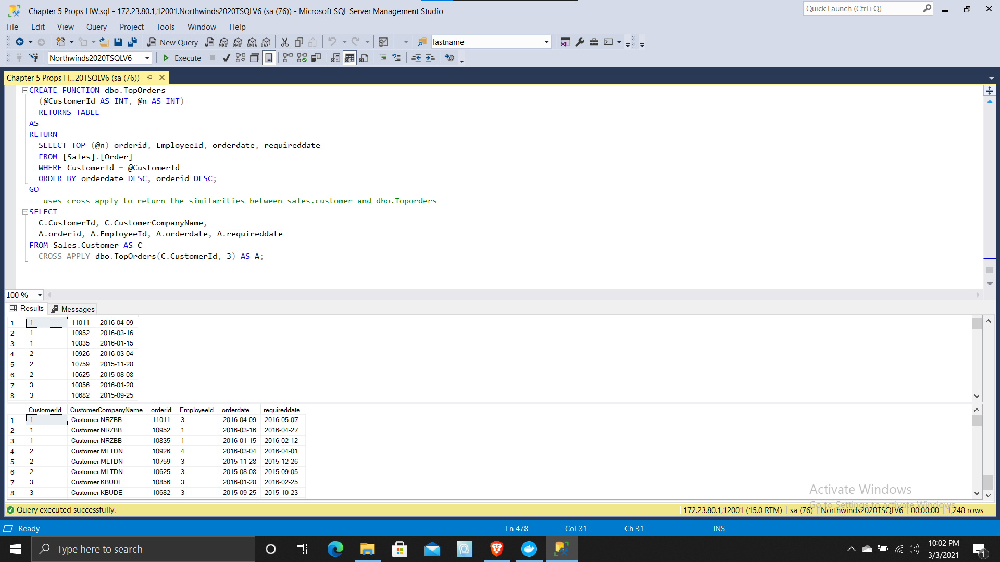 Chapter 5 Props HW.sql - 172.23.80.1,12001.Northwinds2020TSQLV6 (sa (76)) - Microsoft SQL Server Management Studio
Quick Launch (Ctrl+Q)
File Edit View Query Project Tools Window Help
New Query MDX DMX XMLA DAX lastname
Northwinds2020TSQLV6 Execute
Chapter 5 Props H...20TSQLV6 (sa (76))
CREATE FUNCTION dbo.TopOrders
(@CustomerId AS INT, @n AS INT)
RETURNS TABLE
AS
RETURN
SELECT TOP (@n) orderid, EmployeeId, orderdate, requireddate
FROM [Sales].[Order]
WHERE CustomerId = @CustomerId
ORDER BY orderdate DESC, orderid DESC;
GO
-- uses cross apply to return the similarities between sales.customer and dbo.Toporders
SELECT
C.CustomerId, C.CustomerCompanyName,
A.orderid, A.EmployeeId, A.orderdate, A.requireddate
FROM Sales.Customer AS C
CROSS APPLY dbo.TopOrders(C.CustomerId, 3) AS A;
100 %
Results Messages
1 1 11011 2016-04-09
2 1 10952 2016-03-16
3 1 10835 2016-01-15
4 2 10926 2016-03-04
5 2 10759 2015-11-28
6 2 10625 2015-08-08
7 3 10856 2016-01-28
8 3 10682 2015-09-25
CustomerId CustomerCompanyName orderid EmployeeId orderdate requireddate
1 1 Customer NRZBB 11011 3 2016-04-09 2016-05-07
2 1 Customer NRZBB 10952 1 2016-03-16 2016-04-27
3 1 Customer NRZBB 10835 1 2016-01-15 2016-02-12
4 2 Customer MLTDN 10926 4 2016-03-04 2016-04-01
5 2 Customer MLTDN 10759 3 2015-11-28 2015-12-26
6 2 Customer MLTDN 10625 3 2015-08-08 2015-09-05
7 3 Customer KBUDE 10856 3 2016-01-28 2016-02-25
8 3 Customer KBUDE 10682 3 2015-09-25 2015-10-23
Activate Windows
Go to Settings to activate Windows.
Query executed successfully. 172.23.80.1,12001 (15.0 RTM) sa (76) Northwinds2020TSQLV6 00:00:00 1,248 rows
Ready Ln 478 Col 31 Ch 31 INS
Type here to search
10:02 PM
3/3/2021
1